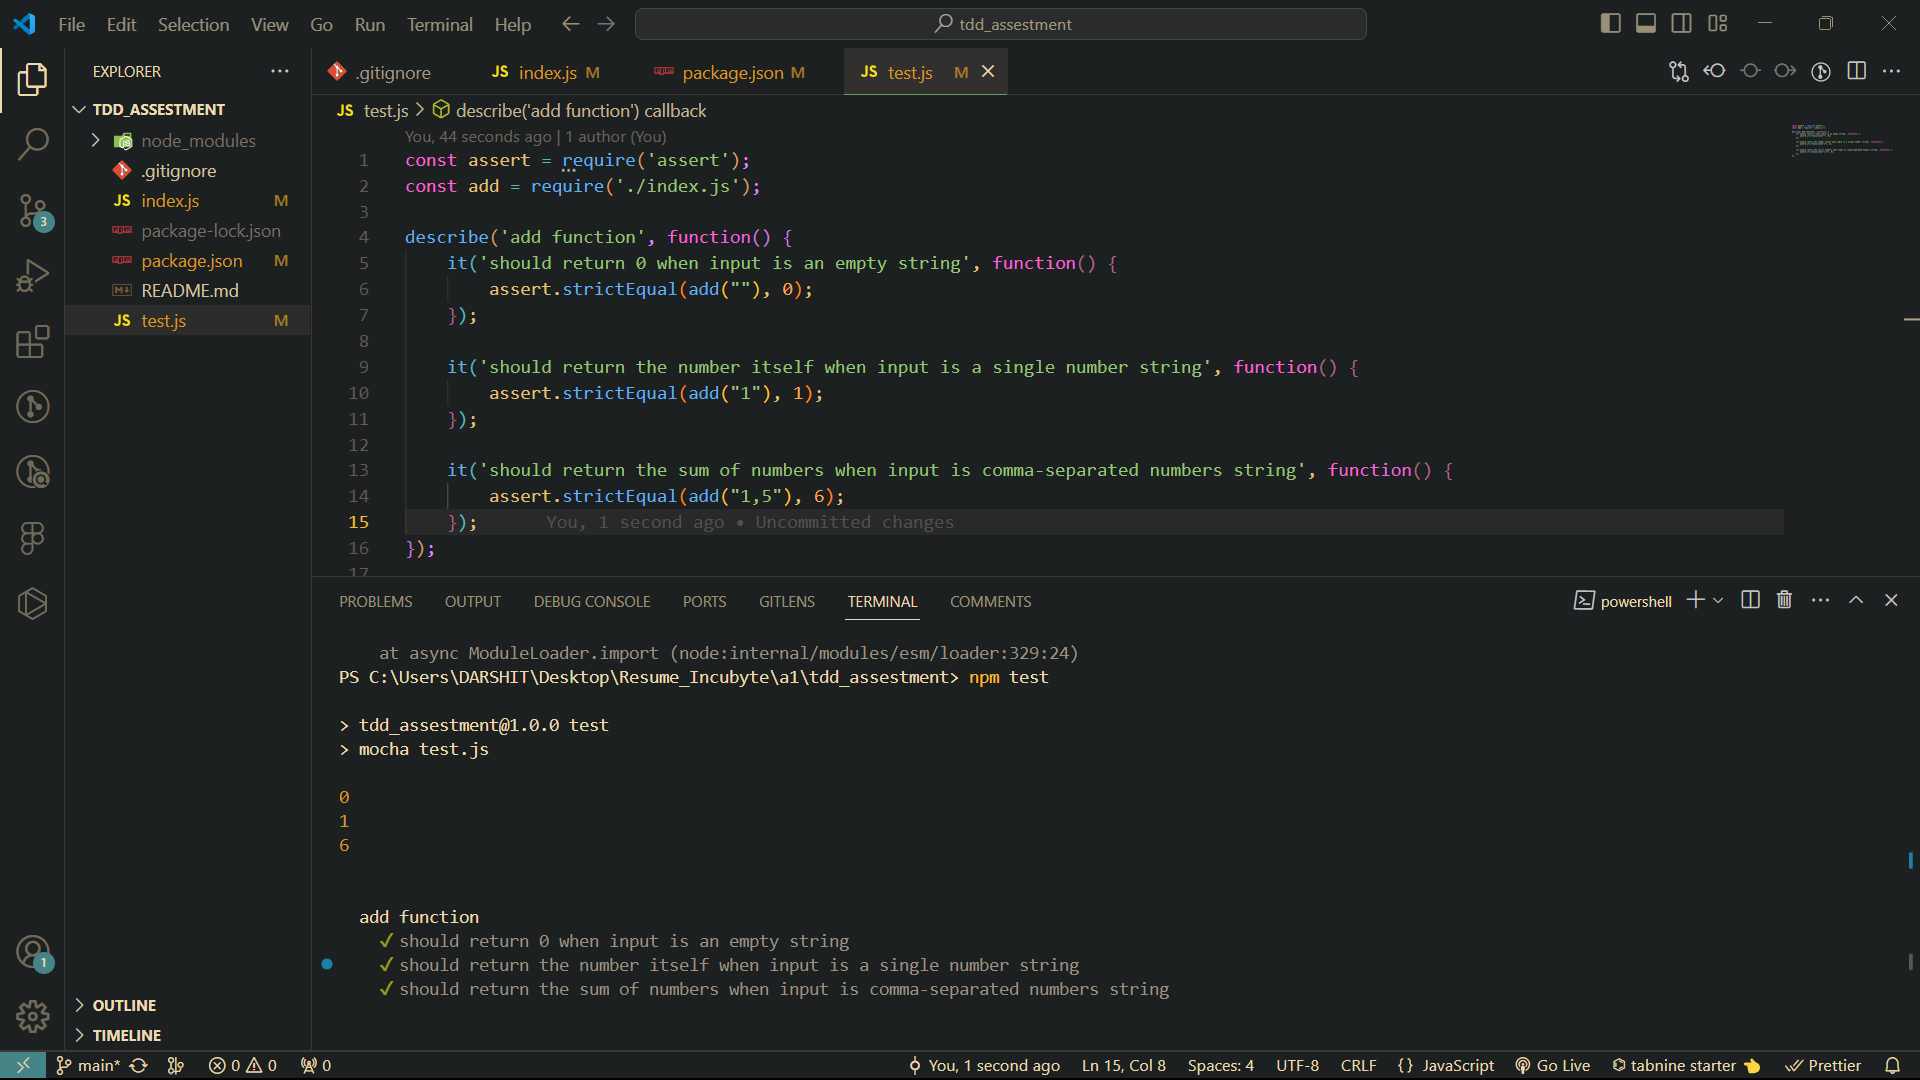 File Edit Selection View Go Run Terminal Help
tdd_assestment
EXPLORER
TDD_ASSESTMENT
node_modules
.gitignore
JS index.js M
package-lock.json
package.json M
README.md
JS test.js M
OUTLINE
TIMELINE
.gitignore JS index.js M package.json M JS test.js M
JS test.js > describe('add function') callback
You, 44 seconds ago | 1 author (You)
1 const assert = require('assert');
2 const add = require('./index.js');
3
4 describe('add function', function() {
5 it('should return 0 when input is an empty string', function() {
6 assert.strictEqual(add(""), 0);
7 });
8
9 it('should return the number itself when input is a single number string', function() {
10 assert.strictEqual(add("1"), 1);
11 });
12
13 it('should return the sum of numbers when input is comma-separated numbers string', function() {
14 assert.strictEqual(add("1,5"), 6);
15 }); You, 1 second ago • Uncommitted changes
16 });
17
PROBLEMS OUTPUT DEBUG CONSOLE PORTS GITLENS TERMINAL COMMENTS
powershell
at async ModuleLoader.import (node:internal/modules/esm/loader:329:24)
PS C:\Users\DARSHIT\Desktop\Resume_Incubyte\a1\tdd_assestment> npm test
> tdd_assestment@1.0.0 test
> mocha test.js
0
1
6
add function
✓ should return 0 when input is an empty string
✓ should return the number itself when input is a single number string
✓ should return the sum of numbers when input is comma-separated numbers string
3
1
main* 0 0 0 You, 1 second ago Ln 15, Col 8 Spaces: 4 UTF-8 CRLF {} JavaScript Go Live tabnine starter Prettier